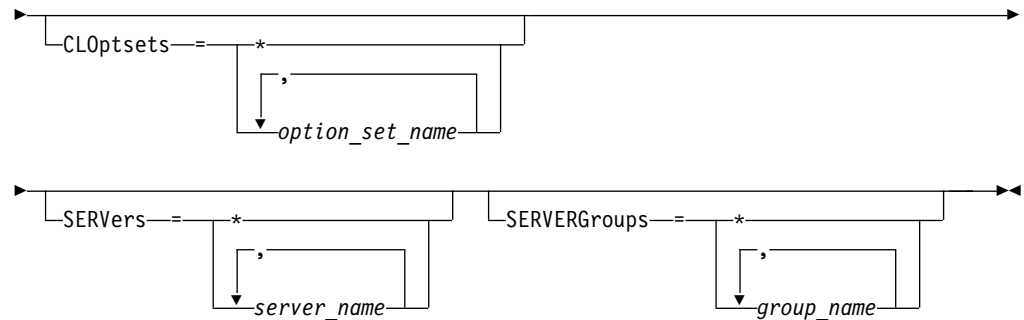 CLOptsets = *
,
option_set_name
SERVers = * SERVERGroups = *
, ,
server_name group_name